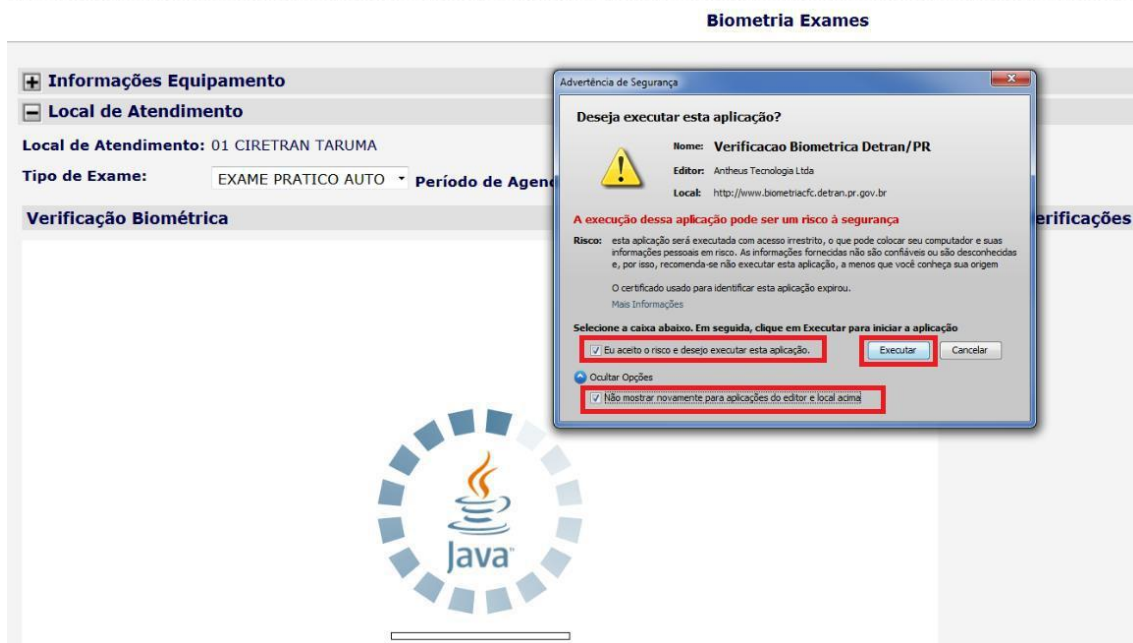 Biometria Exames
Informações Equipamento
Local de Atendimento
Local de Atendimento: 01 CIRETRAN TARUMA
Tipo de Exame: EXAME PRATICO AUTO Período de Agend
Verificação Biométrica
erificações
Advertência de Segurança
Deseja executar esta aplicação?
Nome: Verificacao Biometrica Detran/PR
Editor: Antheus Tecnologia Ltda
Local: http://www.biometriacfc.detran.pr.gov.br
A execução dessa aplicação pode ser um risco à segurança
Risco: esta aplicação será executada com acesso irrestrito, o que pode colocar seu computador e suas
informações pessoais em risco. As informações fornecidas não são confiáveis ou são desconhecidas
e, por isso, recomenda-se não executar esta aplicação, a menos que você conheça sua origem
O certificado usado para identificar esta aplicação expirou.
Mais Informações
Selecione a caixa abaixo. Em seguida, clique em Executar para iniciar a aplicação
Eu aceito o risco e desejo executar esta aplicação. Executar Cancelar
Ocultar Opções
Não mostrar novamente para aplicações do editor e local acima
Java